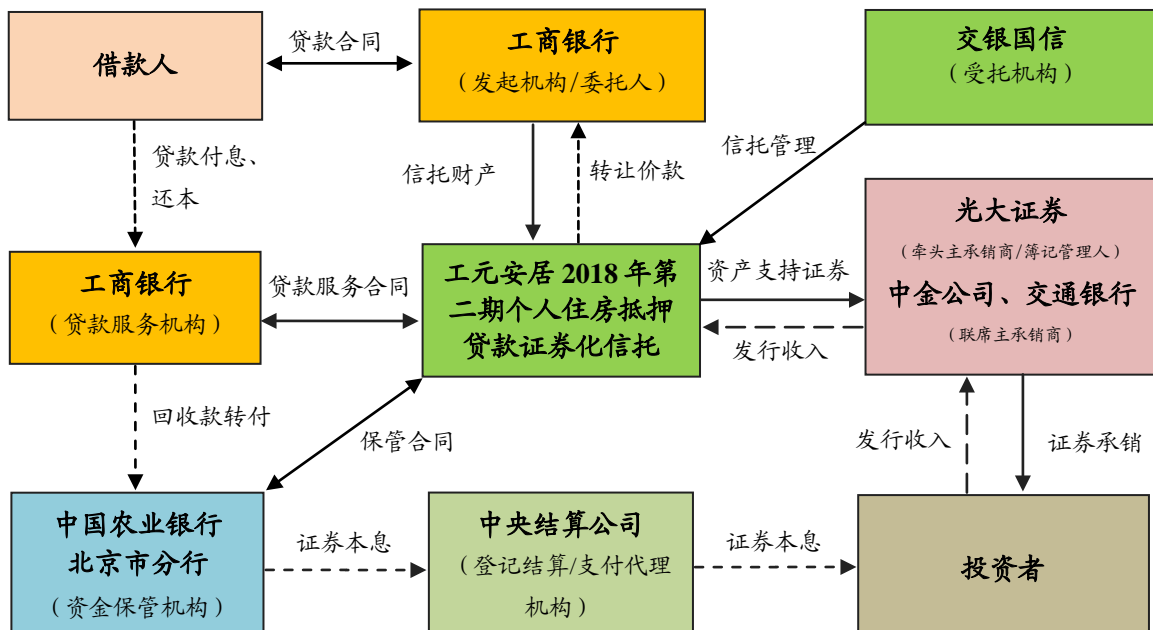 借款人
贷款合同
工商银行
（发起机构/委托人）
交银国信
（受托机构）
贷款付息、
还本
信托财产
转让价款
信托管理
工商银行
（贷款服务机构）
贷款服务合同
工元安居 2018 年第
二期个人住房抵押
贷款证券化信托
资产支持证券
发行收入
光大证券
（牵头主承销商/簿记管理人）
中金公司、交通银行
（联席主承销商）
回收款转付
保管合同
发行收入
证券承销
中国农业银行
北京市分行
（资金保管机构）
证券本息
中央结算公司
（登记结算/支付代理
机构）
证券本息
投资者